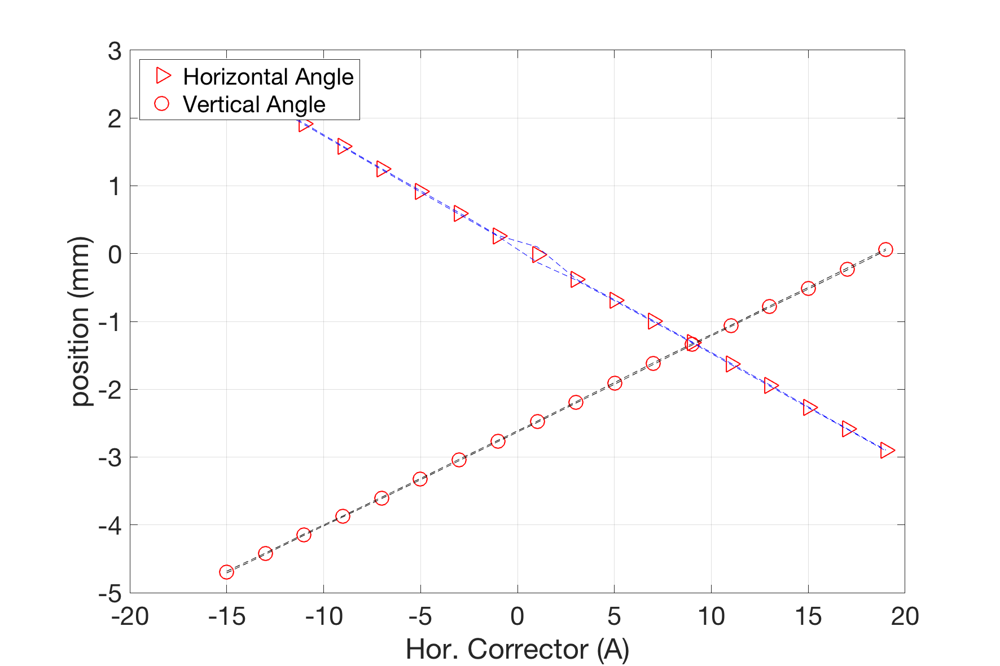 3
2
1
0
-1
-2
-3
-4
-5
position (mm)
Horizontal Angle
Vertical Angle
-20 -15 -10 -5 0 5 10 15 20
Hor. Corrector (A)